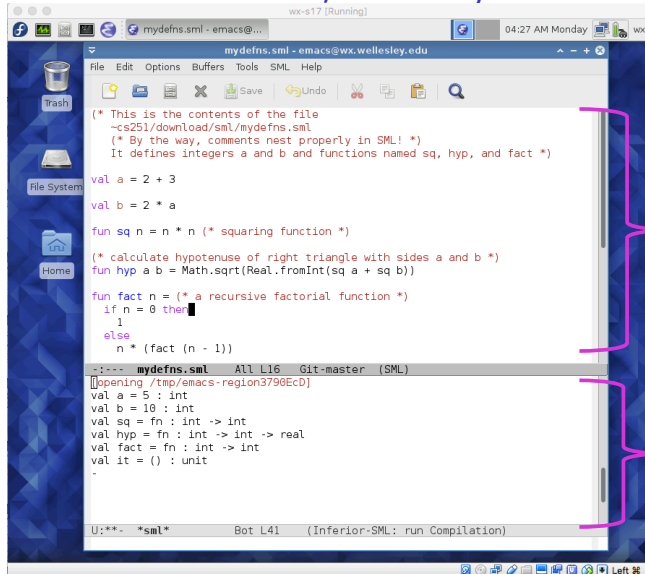 wx-s17 [Running]
mydefns.sml - emacs@...
04:27 AM Monday
wx
mydefns.sml - emacs@wx.wellesley.edu
File Edit Options Buffers Tools SML Help
Save Undo
Trash
File System
Home
(* This is the contents of the file
~cs251/download/sml/mydefns.sml
(* By the way, comments nest properly in SML! *)
It defines integers a and b and functions named sq, hyp, and fact *)
val a = 2 + 3
val b = 2 * a
fun sq n = n * n (* squaring function *)
(* calculate hypotenuse of right triangle with sides a and b *)
fun hyp a b = Math.sqrt(Real.fromInt(sq a + sq b))
fun fact n = (* a recursive factorial function *)
if n = 0 then
1
else
n * (fact (n - 1))
-:--- mydefns.sml All L16 Git-master (SML)
[opening /tmp/emacs-region3790EcD]
val a = 5 : int
val b = 10 : int
val sq = fn : int -> int
val hyp = fn : int -> int -> real
val fact = fn : int -> int
val it = () : unit
-
U:**- *sml* Bot L41 (Inferior-SML: run Compilation)
Left ⌘